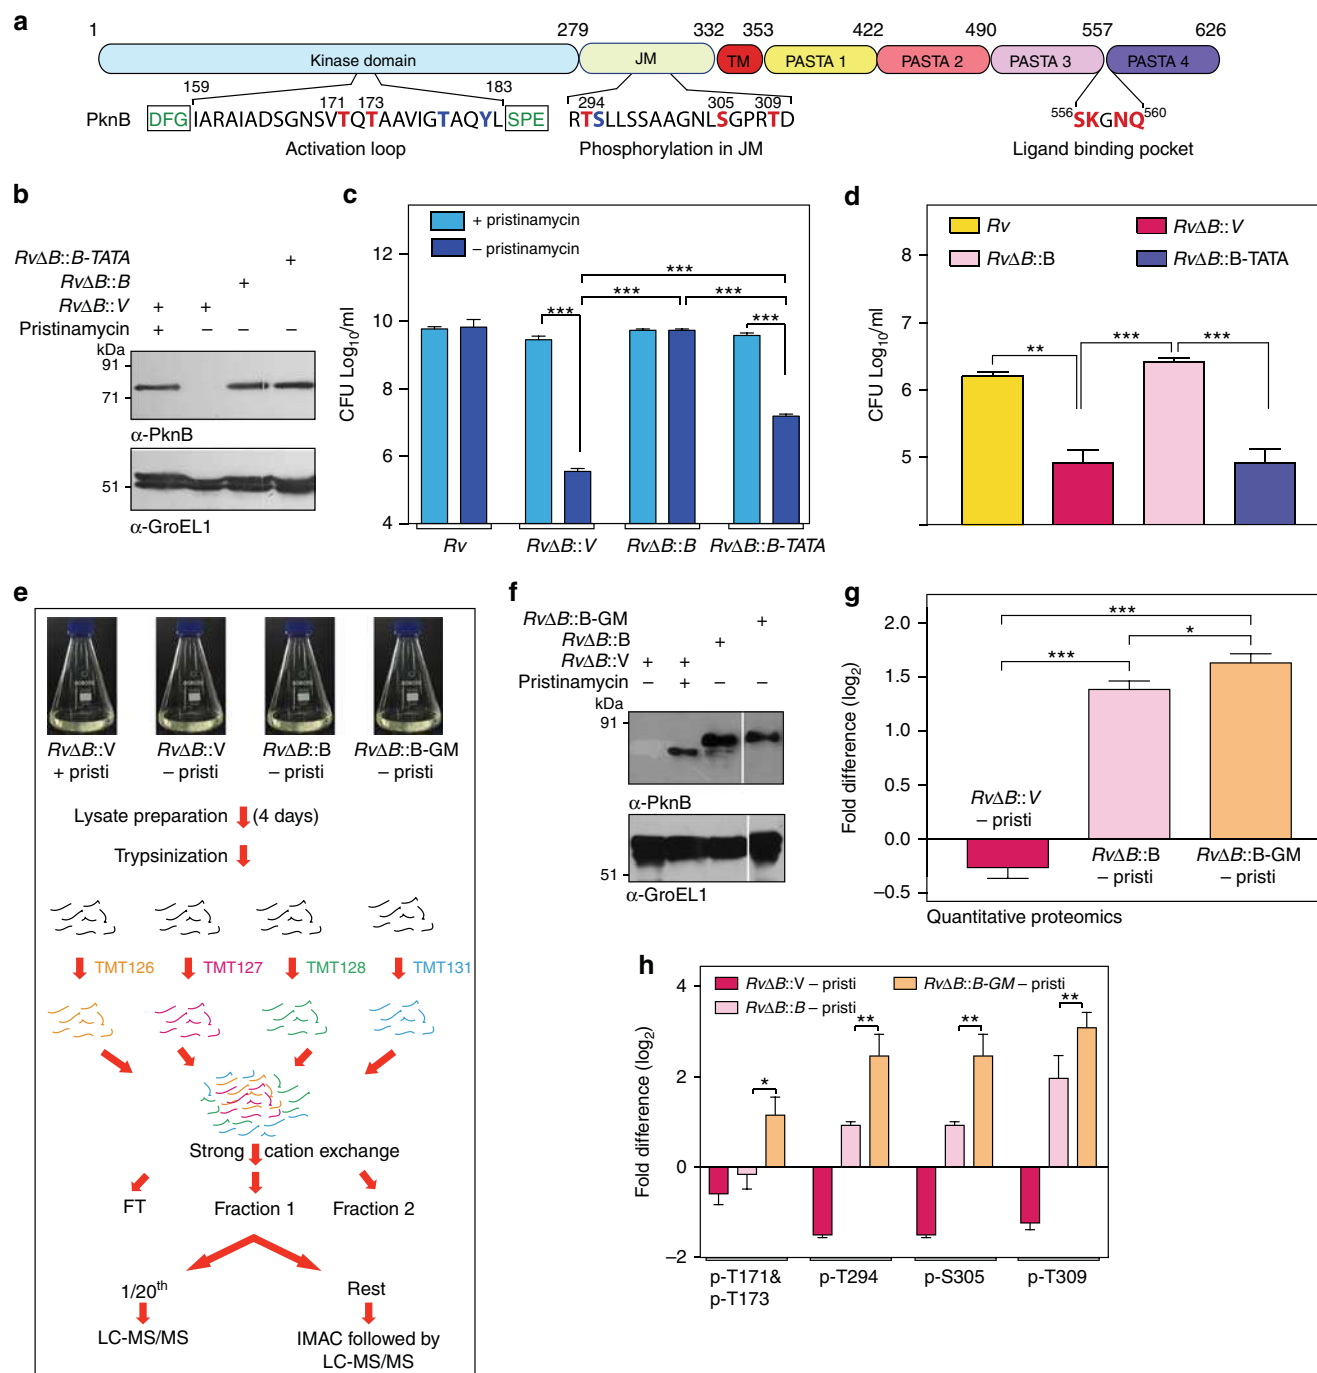 a
1 279 332 353 422 490 557 626
Kinase domain JM TM PASTA 1 PASTA 2 PASTA 3 PASTA 4
159 171 173 183 294 305 309
PknB DFG IARAIADSGNSVTQTAAVIGTAQYL SPE RTSLLSSAAGNLSGPRTD 556SKGNQ560
Activation loop Phosphorylation in JM Ligand binding pocket
b
RvΔB::B-TATA +
RvΔB::B +
RvΔB::V + +
Pristinamycin + – – –
kDa
91
71
α-PknB
51
α-GroEL1
c
+ pristinamycin
– pristinamycin
CFU Log10/ml
12
10
8
6
4
***
*** ***
*** ***
Rv RvΔB::V RvΔB::B RvΔB::B-TATA
d
Rv RvΔB::V
RvΔB::B RvΔB::B-TATA
CFU Log10/ml
8
7
6
5
** *** ***
e
RvΔB::V RvΔB::V RvΔB::B RvΔB::B-GM
+ pristi – pristi – pristi – pristi
Lysate preparation (4 days)
Trypsinization
TMT126 TMT127 TMT128 TMT131
Strong cation exchange
FT Fraction 1 Fraction 2
1/20th Rest
LC-MS/MS IMAC followed by
LC-MS/MS
f
RvΔB::B-GM +
RvΔB::B +
RvΔB::V + +
Pristinamycin – + – –
kDa
91
α-PknB
51
α-GroEL1
g
Fold difference (log2)
2.0
1.5
1.0
0.5
0.0
–0.5
***
*
***
RvΔB::V
– pristi
RvΔB::B RvΔB::B-GM
– pristi – pristi
Quantitative proteomics
h
RvΔB::V – pristi RvΔB::B-GM – pristi
RvΔB::B – pristi
Fold difference (log2)
4
2
0
–2
* ** ** **
p-T171& p-T294 p-S305 p-T309
p-T173